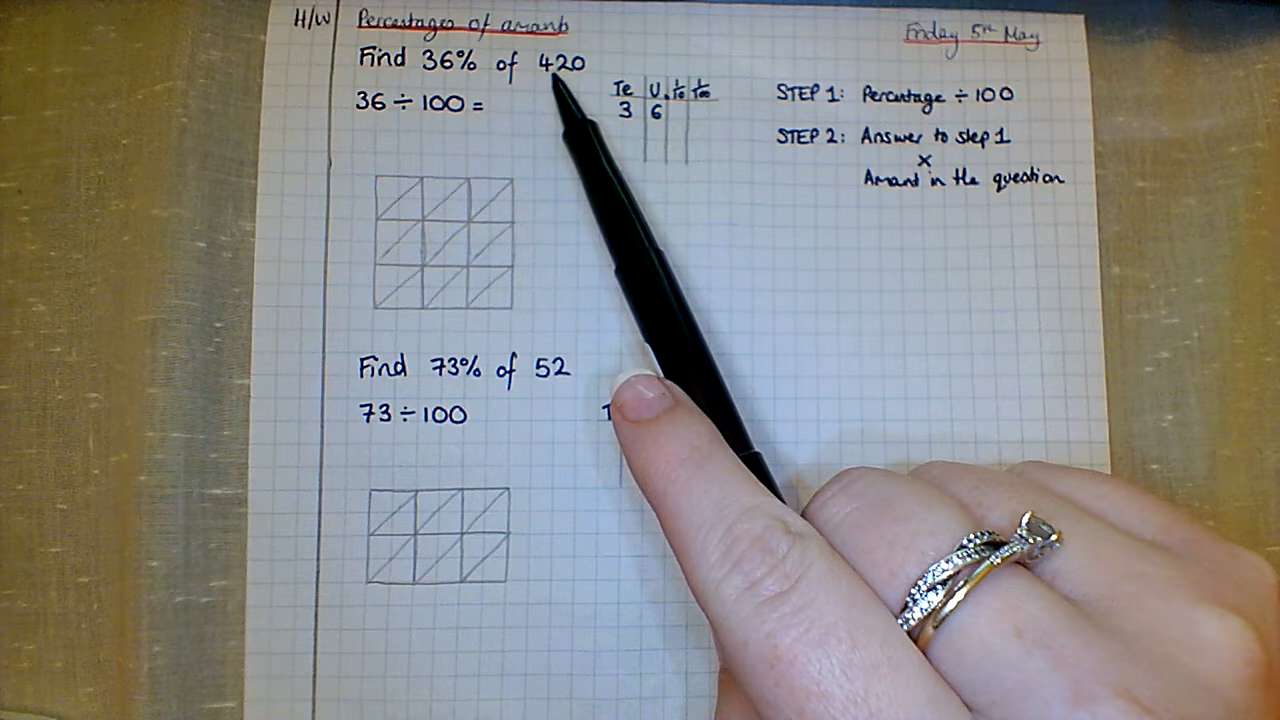 H/W
Percentages of amounts
Friday 5th May
Find 36% of 420
36 ÷ 100 =
Te U . 1/10 1/100
3 6
STEP 1: Percentage ÷ 100
STEP 2: Answer to step 1
×
Amount in the question
Find 73% of 52
73 ÷ 100